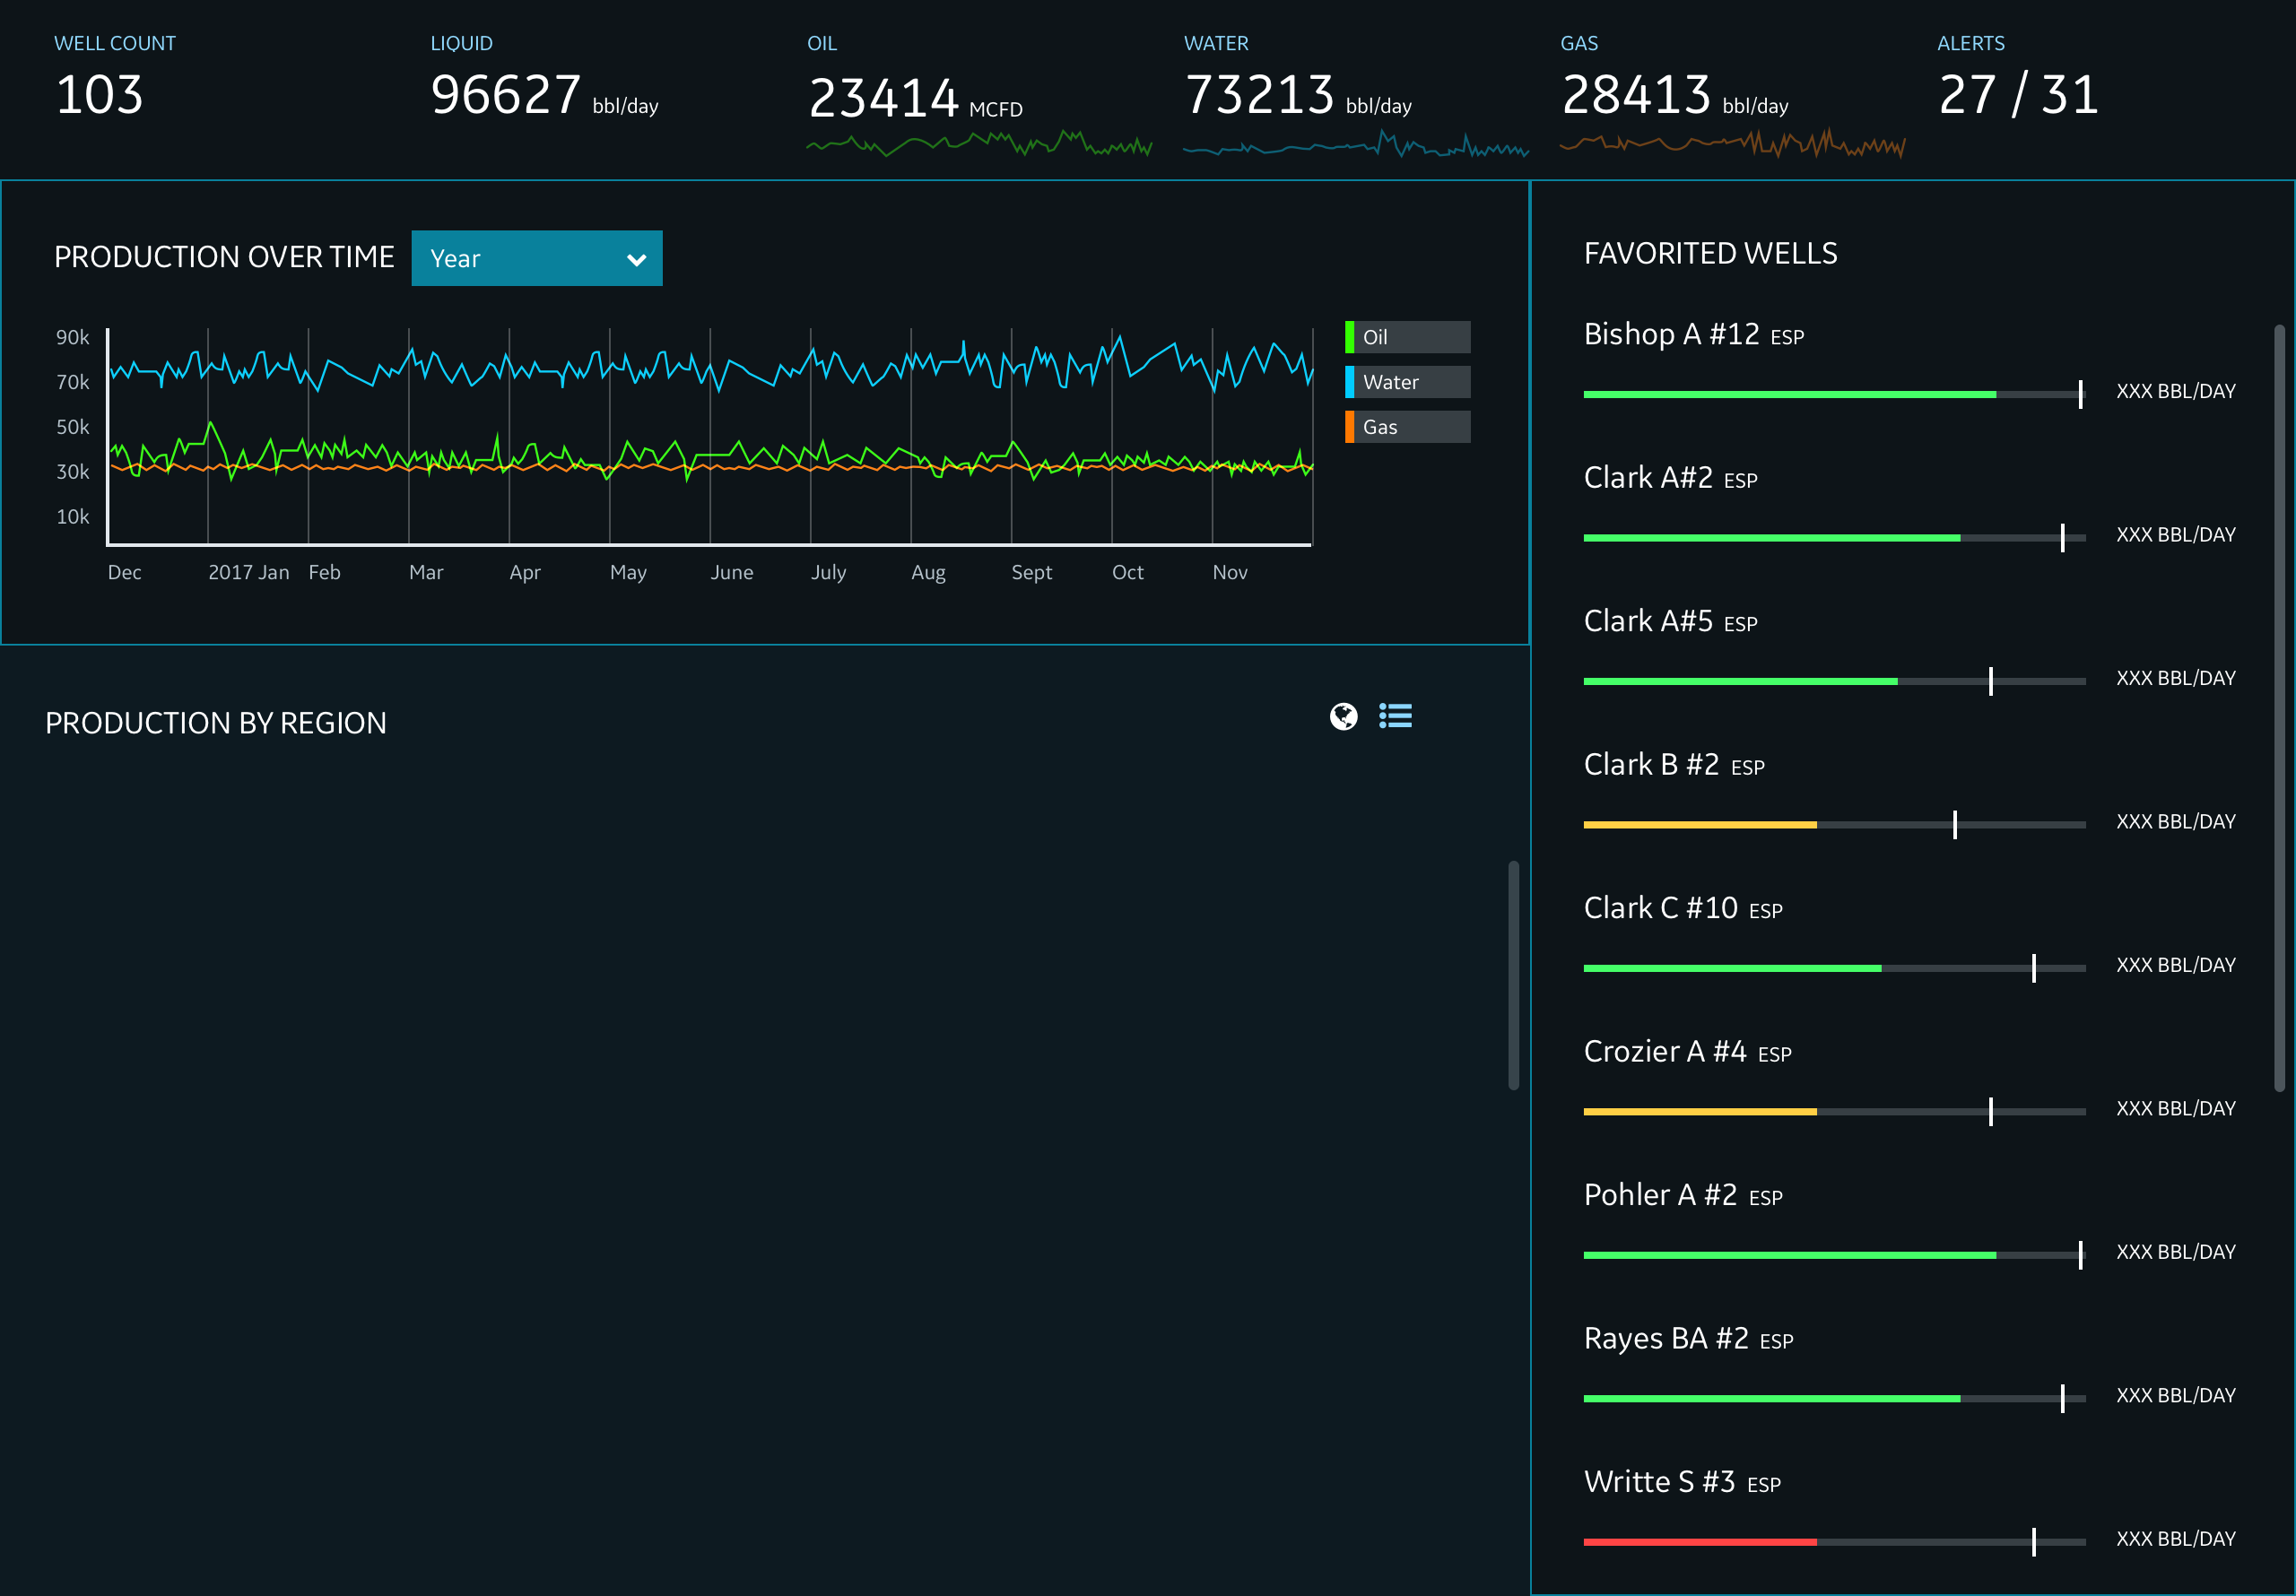 WELL COUNT
103
LIQUID
96627 bbl/day
OIL
23414 MCFD
WATER
73213 bbl/day
GAS
28413 bbl/day
ALERTS
27 / 31
PRODUCTION OVER TIME
Year
90k
70k
50k
30k
10k
Dec
2017 Jan
Feb
Mar
Apr
May
June
July
Aug
Sept
Oct
Nov
Oil
Water
Gas
PRODUCTION BY REGION
FAVORITED WELLS
Bishop A #12 ESP
XXX BBL/DAY
Clark A#2 ESP
XXX BBL/DAY
Clark A#5 ESP
XXX BBL/DAY
Clark B #2 ESP
XXX BBL/DAY
Clark C #10 ESP
XXX BBL/DAY
Crozier A #4 ESP
XXX BBL/DAY
Pohler A #2 ESP
XXX BBL/DAY
Rayes BA #2 ESP
XXX BBL/DAY
Writte S #3 ESP
XXX BBL/DAY